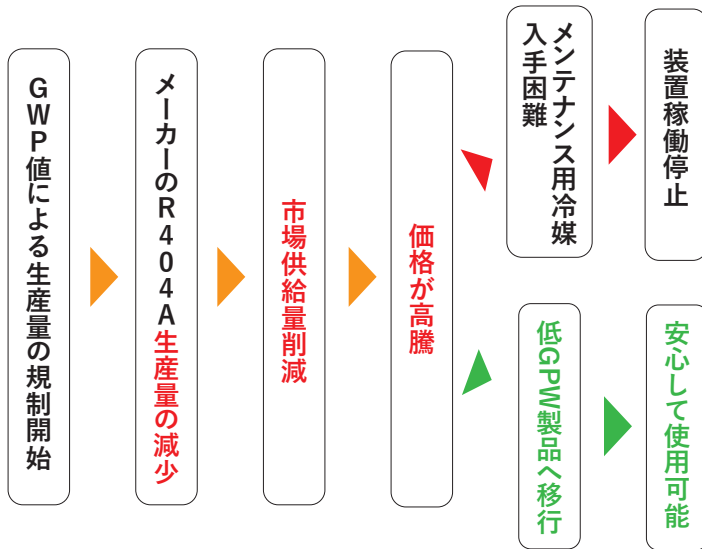 GWP値による生産量の規制開始
メーカーのR404A生産量の減少
市場供給量削減
価格が高騰
メンテナンス用冷媒
入手困難
装置稼働停止
低GPW製品へ移行
安心して使用可能